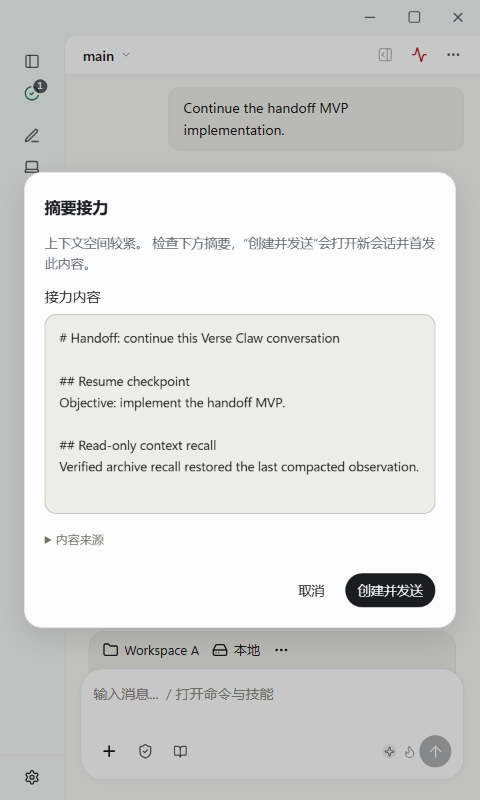 main
1
Continue the handoff MVP
implementation.
摘要接力
上下文空间较紧。 检查下方摘要，“创建并发送”会打开新会话并首发
此内容。
接力内容
# Handoff: continue this Verse Claw conversation
## Resume checkpoint
Objective: implement the handoff MVP.
## Read-only context recall
Verified archive recall restored the last compacted observation.
内容来源
取消
创建并发送
Workspace A
本地
输入消息... / 打开命令与技能